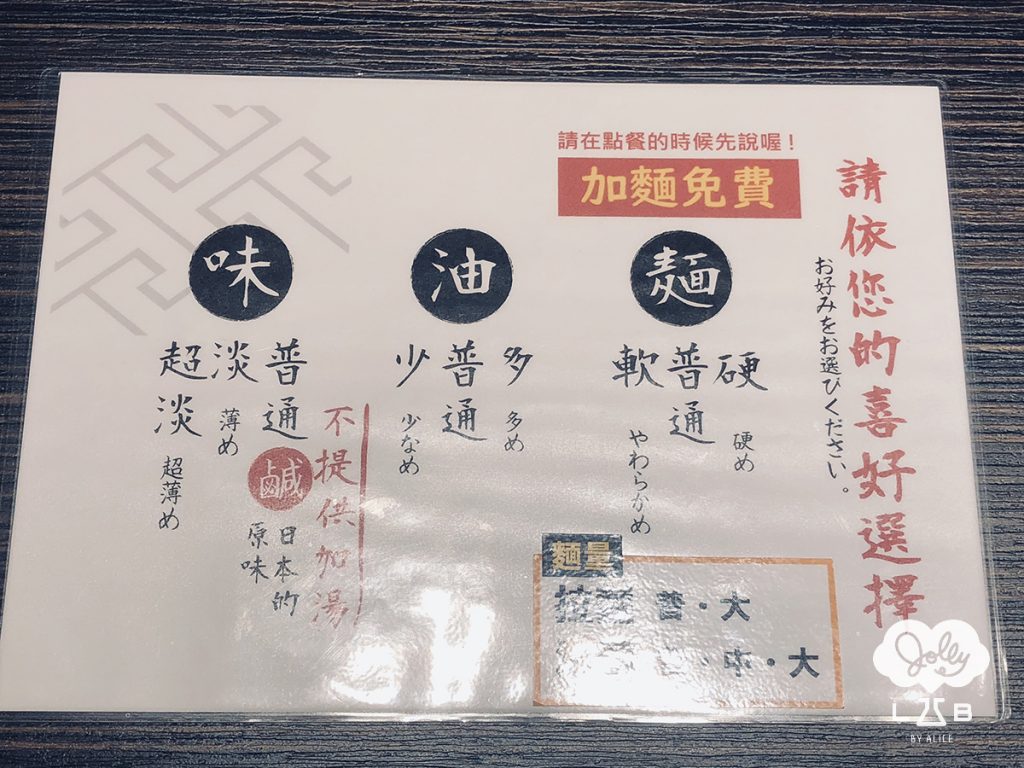 請依您的喜好選擇
お好みをお選びください。
請在點餐的時候先說喔！
加麵免費
麵
硬
硬め
普通
軟
やわらかめ
油
多
多め
普通
少
少なめ
味
普通
鹹
日本的
原味
淡
薄め
超淡
超薄め
不提供加湯
麵量
拉麵 普・大
・中・大
Jolly
LAB
BY ALICE